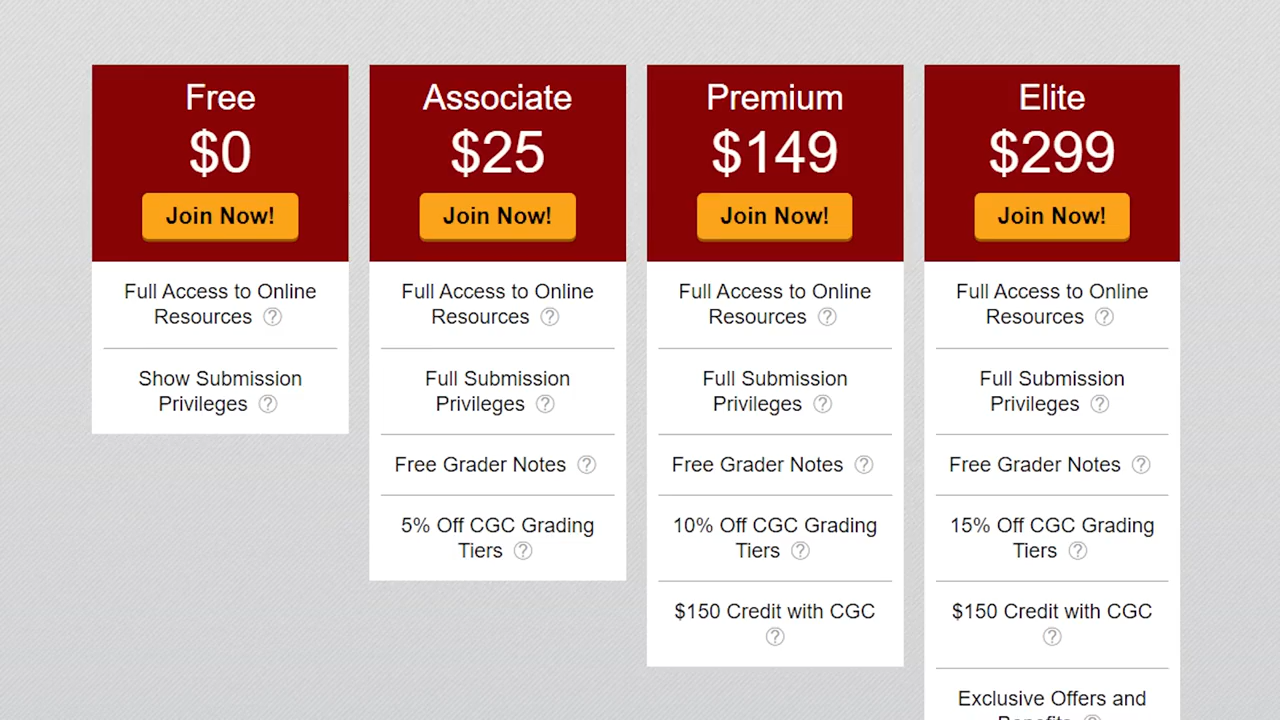 Free
$0
Join Now!
Full Access to Online
Resources ?
Show Submission
Privileges ?
Associate
$25
Join Now!
Full Access to Online
Resources ?
Full Submission
Privileges ?
Free Grader Notes ?
5% Off CGC Grading
Tiers ?
Premium
$149
Join Now!
Full Access to Online
Resources ?
Full Submission
Privileges ?
Free Grader Notes ?
10% Off CGC Grading
Tiers ?
$150 Credit with CGC
?
Elite
$299
Join Now!
Full Access to Online
Resources ?
Full Submission
Privileges ?
Free Grader Notes ?
15% Off CGC Grading
Tiers ?
$150 Credit with CGC
?
Exclusive Offers and
Benefits ?